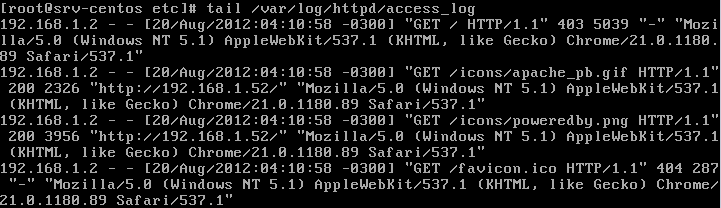 [root@srv-centos etc]# tail /var/log/httpd/access_log
192.168.1.2 - - [20/Aug/2012:04:10:58 -0300] "GET / HTTP/1.1" 403 5039 "-" "Mozi
lla/5.0 (Windows NT 5.1) AppleWebKit/537.1 (KHTML, like Gecko) Chrome/21.0.1180.
89 Safari/537.1"
192.168.1.2 - - [20/Aug/2012:04:10:58 -0300] "GET /icons/apache_pb.gif HTTP/1.1"
 200 2326 "http://192.168.1.52/" "Mozilla/5.0 (Windows NT 5.1) AppleWebKit/537.1
 (KHTML, like Gecko) Chrome/21.0.1180.89 Safari/537.1"
192.168.1.2 - - [20/Aug/2012:04:10:58 -0300] "GET /icons/poweredby.png HTTP/1.1"
 200 3956 "http://192.168.1.52/" "Mozilla/5.0 (Windows NT 5.1) AppleWebKit/537.1
 (KHTML, like Gecko) Chrome/21.0.1180.89 Safari/537.1"
192.168.1.2 - - [20/Aug/2012:04:10:58 -0300] "GET /favicon.ico HTTP/1.1" 404 287
 "-" "Mozilla/5.0 (Windows NT 5.1) AppleWebKit/537.1 (KHTML, like Gecko) Chrome/
21.0.1180.89 Safari/537.1"